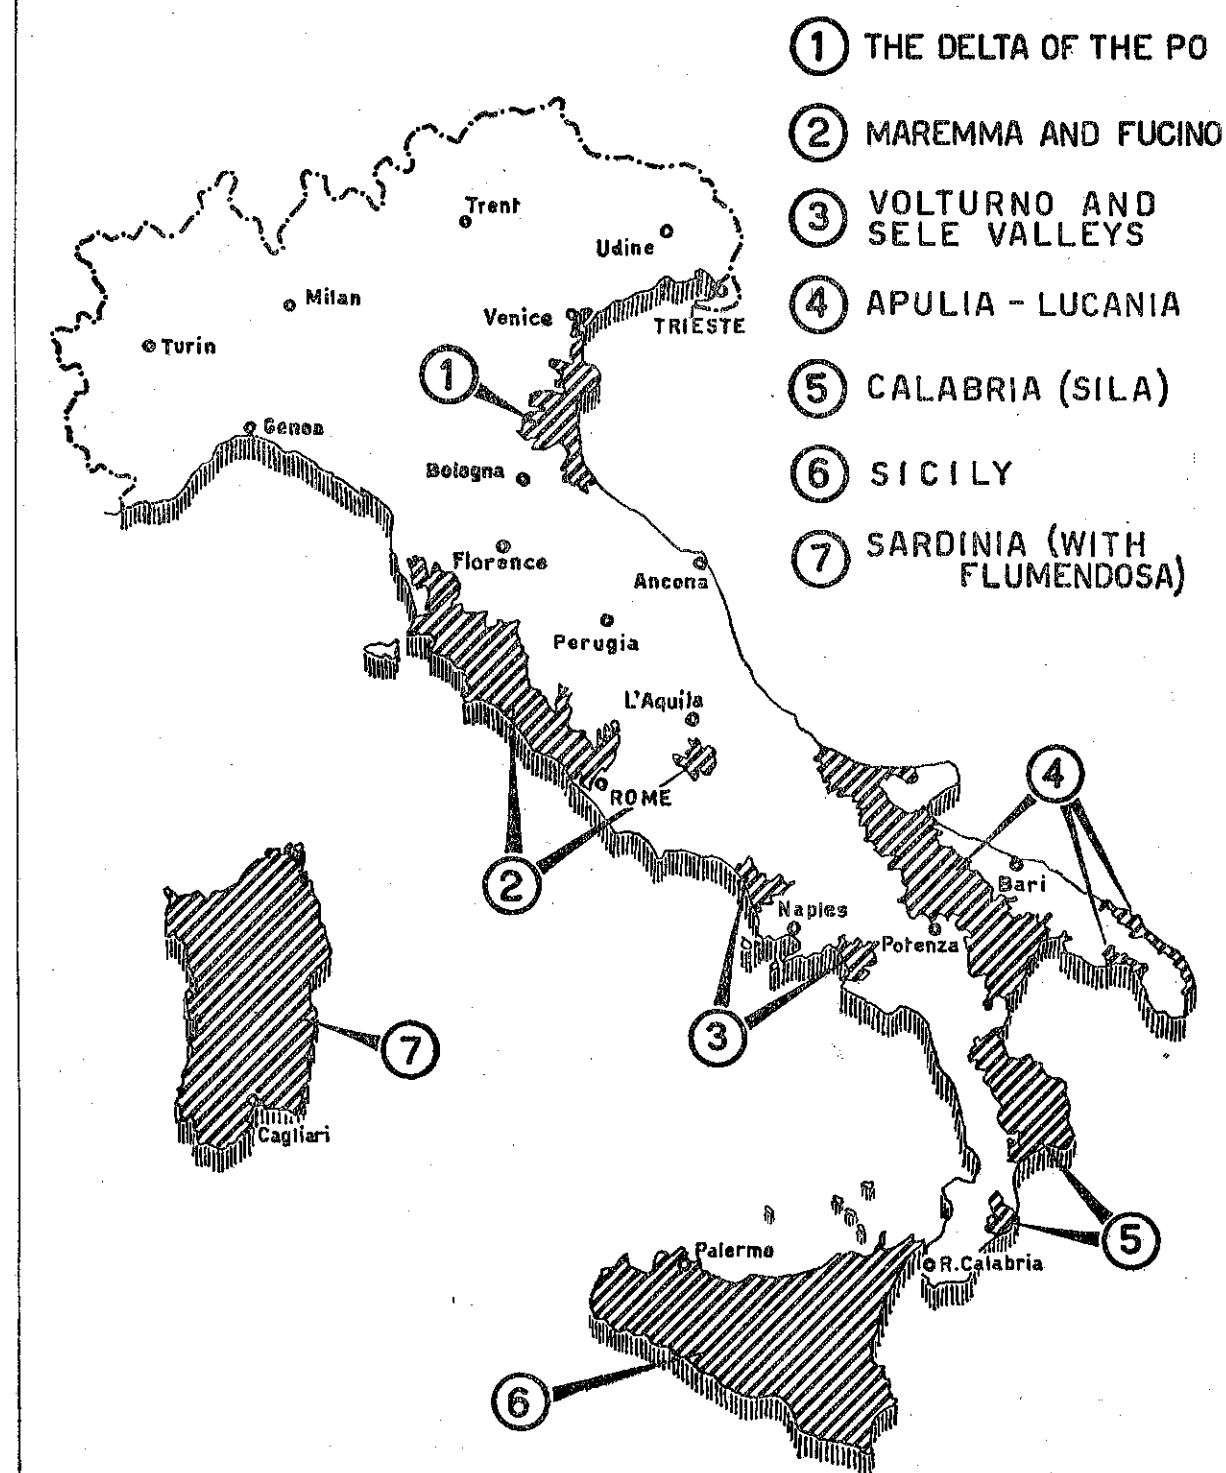 1 THE DELTA OF THE PO
2 MAREMMA AND FUCINO
3 VOLTURNO AND
SELE VALLEYS
4 APULIA - LUCANIA
5 CALABRIA (SILA)
6 SICILY
7 SARDINIA (WITH
FLUMENDOSA)
Trent
Udine
Milan
Venice
TRIESTE
Turin
1
Genoa
Bologna
Florence
Ancona
Perugia
L'Aquila
ROME
4
2
Bari
Naples
Potenza
3
7
Cagliari
Palermo
5
R.Calabria
6